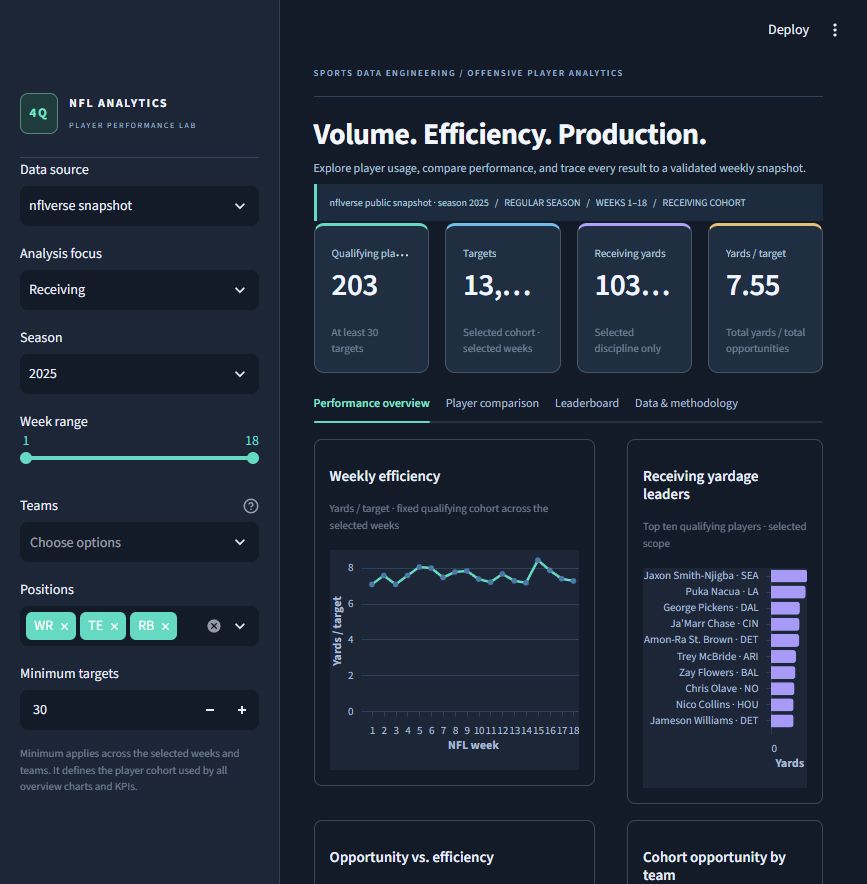 Deploy
4Q
NFL ANALYTICS
PLAYER PERFORMANCE LAB
Data source
nflverse snapshot
Analysis focus
Receiving
Season
2025
Week range
1 18
Teams
Choose options
Positions
WR TE RB
Minimum targets
30
Minimum applies across the selected weeks and
teams. It defines the player cohort used by all
overview charts and KPIs.
SPORTS DATA ENGINEERING / OFFENSIVE PLAYER ANALYTICS
Volume. Efficiency. Production.
Explore player usage, compare performance, and trace every result to a validated weekly snapshot.
nflverse public snapshot · season 2025 / REGULAR SEASON / WEEKS 1–18 / RECEIVING COHORT
Qualifying pla…
203
At least 30
targets
Targets
13,…
Selected cohort ·
selected weeks
Receiving yards
103…
Selected
discipline only
Yards / target
7.55
Total yards / total
opportunities
Performance overview Player comparison Leaderboard Data & methodology
Weekly efficiency
Yards / target · fixed qualifying cohort across the
selected weeks
Yards / target
8
6
4
2
0
1 2 3 4 5 6 7 8 9 10 11 12 13 14 15 16 17 18
NFL week
Receiving yardage
leaders
Top ten qualifying players · selected
scope
Jaxon Smith-Njigba · SEA
Puka Nacua · LA
George Pickens · DAL
Ja'Marr Chase · CIN
Amon-Ra St. Brown · DET
Trey McBride · ARI
Zay Flowers · BAL
Chris Olave · NO
Nico Collins · HOU
Jameson Williams · DET
0
Yards
Opportunity vs. efficiency
Cohort opportunity by
team